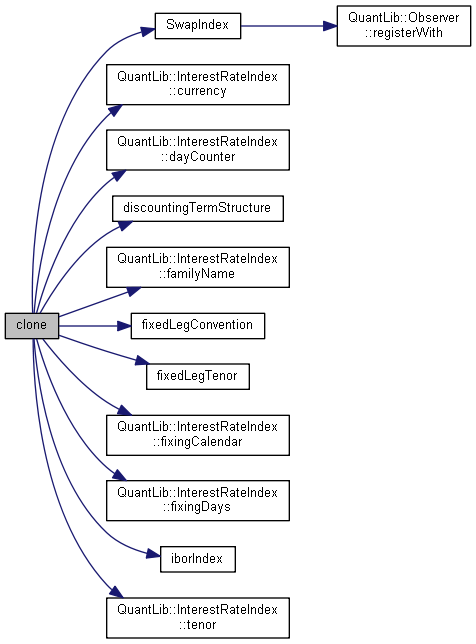 SwapIndex
QuantLib::Observer
::registerWith
QuantLib::InterestRateIndex
::currency
QuantLib::InterestRateIndex
::dayCounter
discountingTermStructure
QuantLib::InterestRateIndex
::familyName
clone
fixedLegConvention
fixedLegTenor
QuantLib::InterestRateIndex
::fixingCalendar
QuantLib::InterestRateIndex
::fixingDays
iborIndex
QuantLib::InterestRateIndex
::tenor